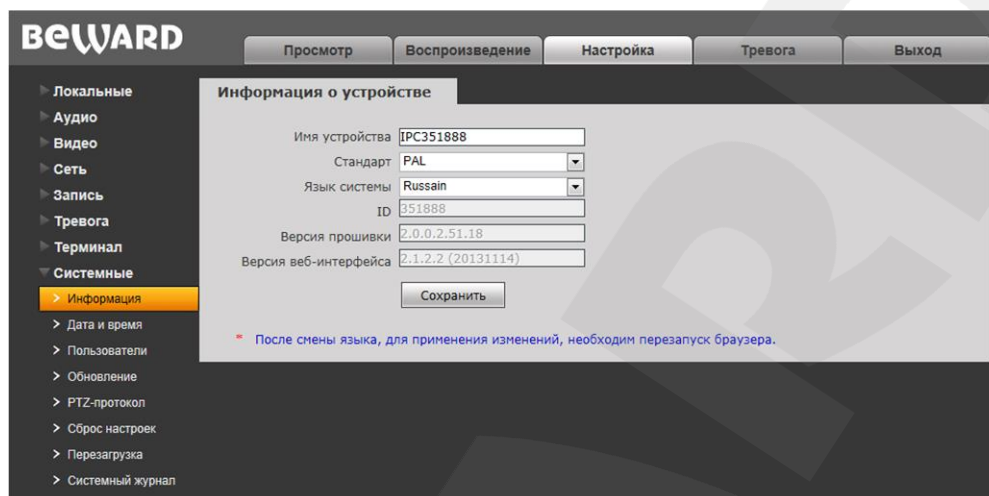 BEWARD
Просмотр Воспроизведение Настройка Тревога Выход
Локальные
Аудио
Видео
Сеть
Запись
Тревога
Терминал
Системные
> Информация
> Дата и время
> Пользователи
> Обновление
> PTZ-протокол
> Сброс настроек
> Перезагрузка
> Системный журнал
Информация о устройстве
Имя устройства IPC351888
Стандарт PAL
Язык системы Russain
ID 351888
Версия прошивки 2.0.0.2.51.18
Версия веб-интерфейса 2.1.2.2 (20131114)
Сохранить
* После смены языка, для применения изменений, необходим перезапуск браузера.